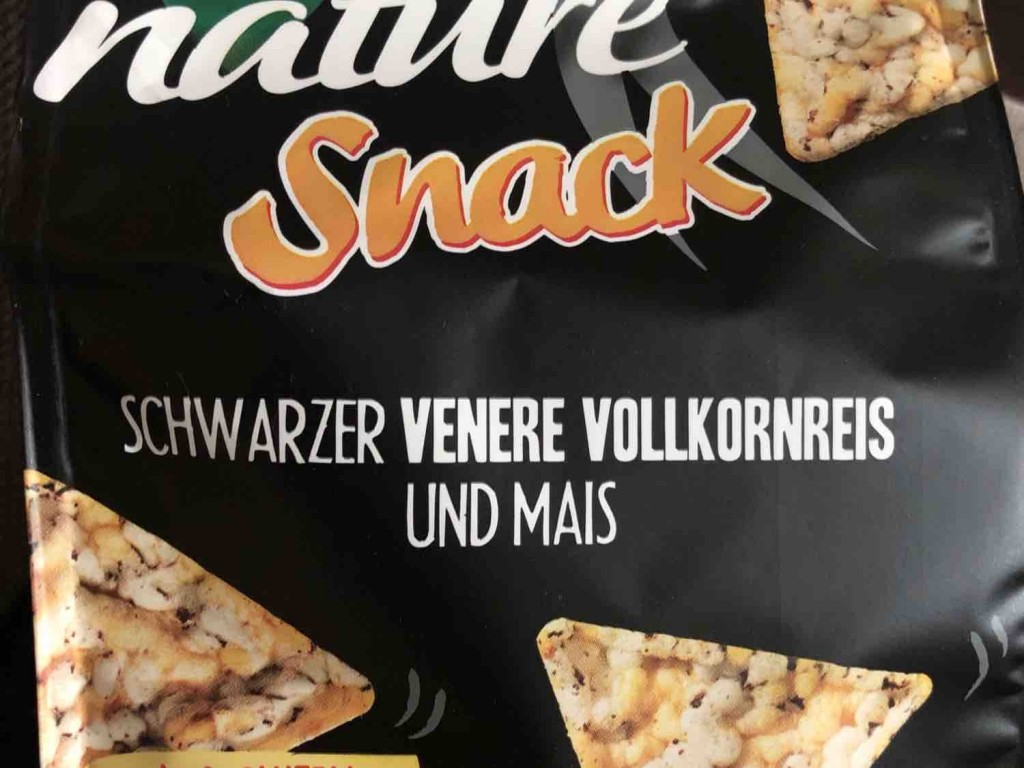 nature
Snack
SCHWARZER VENERE VOLLKORNREIS
UND MAIS